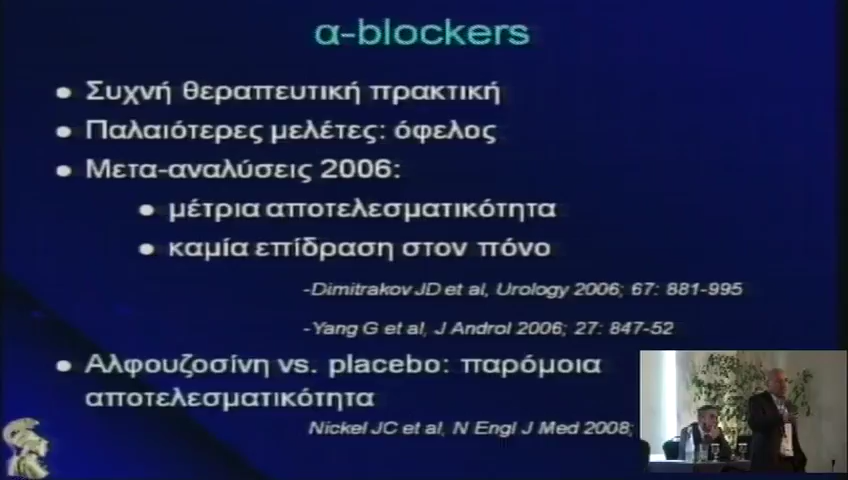 α-blockers
Συχνή θεραπευτική πρακτική
Παλαιότερες μελέτες: όφελος
Μετα-αναλύσεις 2006:
μέτρια αποτελεσματικότητα
καμία επίδραση στον πόνο
-Dimitrakov JD et al, Urology 2006; 67: 881-995
-Yang G et al, J Androl 2006; 27: 847-52
Αλφουζοσίνη vs. placebo: παρόμοια
αποτελεσματικότητα
Nickel JC et al, N Engl J Med 2008;